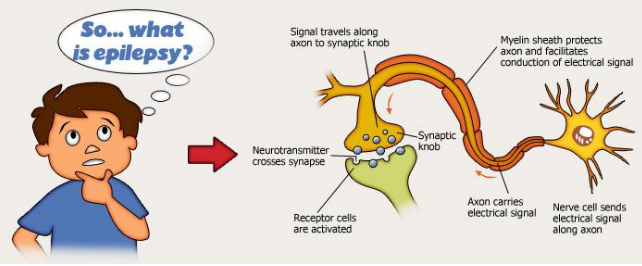 So... what
is epilepsy?
Signal travels along
axon to synaptic knob
Myelin sheath protects
axon and facilitates
conduction of electrical signal
Neurotransmitter
crosses synapse
Synaptic
knob
Receptor cells
are activated
Axon carries
electrical signal
Nerve cell sends
electrical signal
along axon